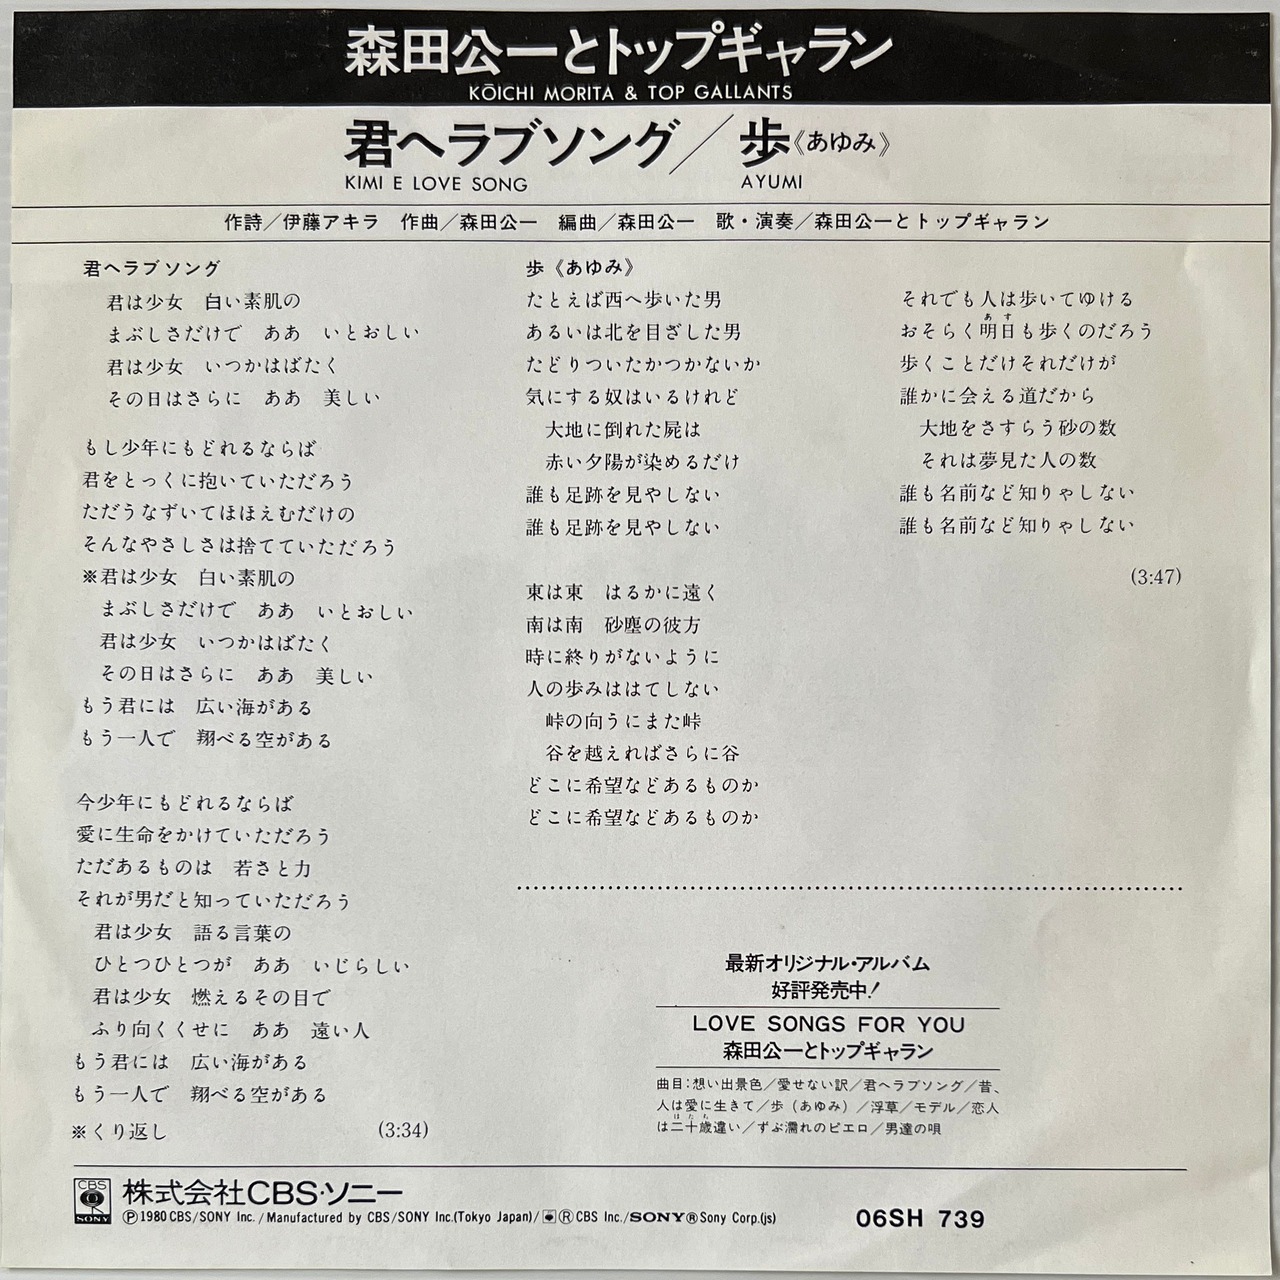 森田公一とトップギャラン
KŌICHI MORITA & TOP GALLANTS
君へラブソング／歩《あゆみ》
KIMI E LOVE SONG AYUMI
作詩／伊藤アキラ 作曲／森田公一 編曲／森田公一 歌・演奏／森田公一とトップギャラン
君へラブソング
君は少女 白い素肌の
まぶしさだけで ああ いとおしい
君は少女 いつかはばたく
その日はさらに ああ 美しい
もし少年にもどれるならば
君をとっくに抱いていただろう
ただうなずいてほほえむだけの
そんなやさしさは捨てていただろう
※君は少女 白い素肌の
まぶしさだけで ああ いとおしい
君は少女 いつかはばたく
その日はさらに ああ 美しい
もう君には 広い海がある
もう一人で 翔べる空がある
今少年にもどれるならば
愛に生命をかけていただろう
ただあるものは 若さと力
それが男だと知っていただろう
君は少女 語る言葉の
ひとつひとつが ああ いじらしい
君は少女 燃えるその目で
ふり向くくせに ああ 遠い人
もう君には 広い海がある
もう一人で 翔べる空がある
※くり返し (3:34)
歩《あゆみ》
たとえば西へ歩いた男
あるいは北を目ざした男
たどりついたかつかないか
気にする奴はいるけれど
大地に倒れた屍は
赤い夕陽が染めるだけ
誰も足跡を見やしない
誰も足跡を見やしない
東は東 はるかに遠く
南は南 砂塵の彼方
時に終りがないように
人の歩みははてしない
峠の向うにまた峠
谷を越えればさらに谷
どこに希望などあるものか
どこに希望などあるものか
それでも人は歩いてゆける
あす
おそらく明日も歩くのだろう
歩くことだけそれだけが
誰かに会える道だから
大地をさすらう砂の数
それは夢見た人の数
誰も名前など知りゃしない
誰も名前など知りゃしない
(3:47)
最新オリジナル・アルバム
好評発売中!
LOVE SONGS FOR YOU
森田公一とトップギャラン
曲目：想い出景色／愛せない訳／君へラブソング／昔、
人は愛に生きて／歩（あゆみ）／浮草／モデル／恋人
はたち
は二十歳違い／ずぶ濡れのピエロ／男達の唄
CBS
SONY
株式会社CBS・ソニー
Ⓟ1980 CBS/SONY Inc./Manufactured by CBS/SONY Inc.(Tokyo Japan)/Ⓡ CBS Inc./SONY® Sony Corp.(js)
06SH 739